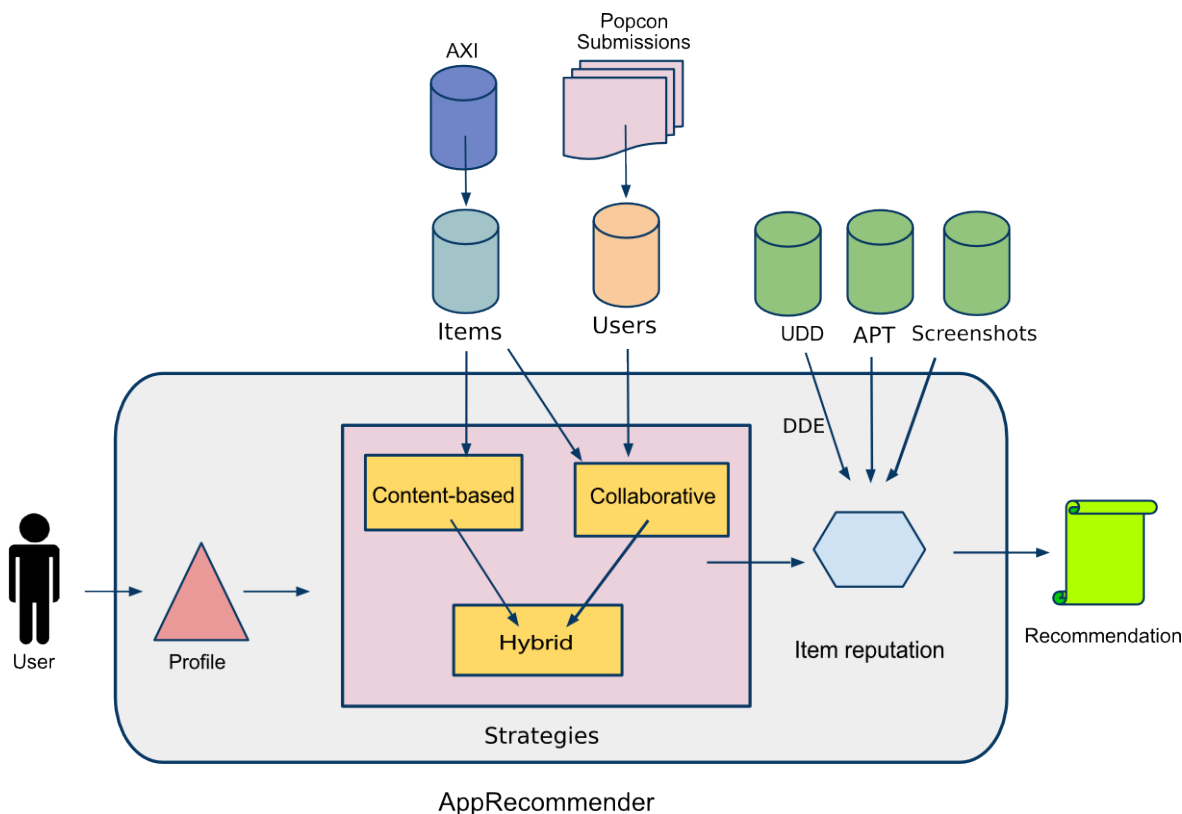 Popcon
Submissions
AXI
Items
Users
UDD
APT
Screenshots
DDE
Content-based
Collaborative
Hybrid
User
Profile
Item reputation
Recommendation
Strategies
AppRecommender